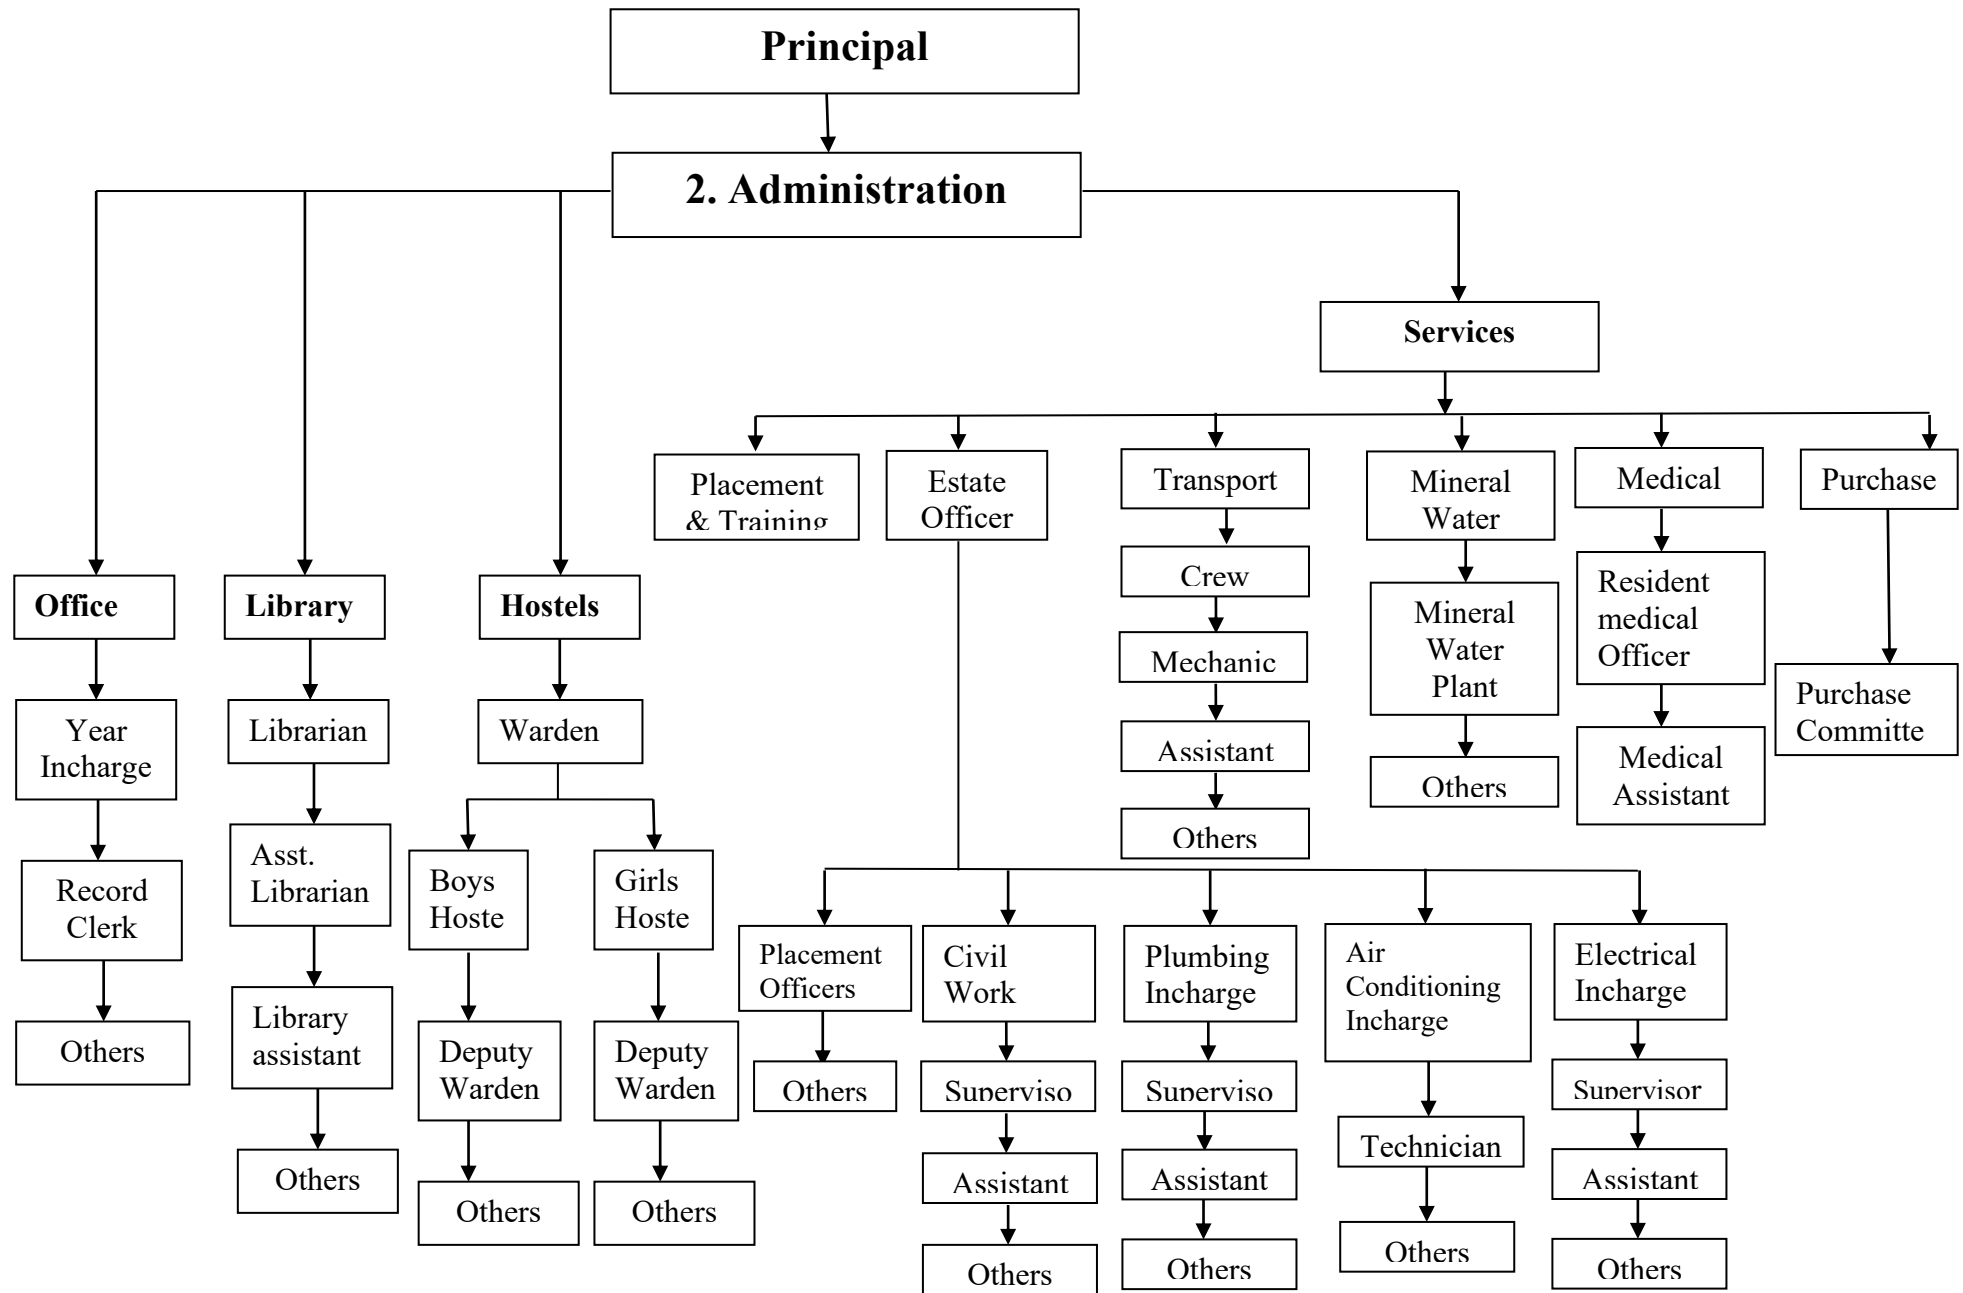 Principal
2. Administration
Services
Placement
& Training
Estate
Officer
Transport
Mineral
Water
Medical
Purchase
Crew
Mechanic
Assistant
Others
Mineral
Water
Plant
Others
Resident
medical
Officer
Medical
Assistant
Purchase
Committe
Office
Library
Hostels
Year
Incharge
Librarian
Warden
Record
Clerk
Asst.
Librarian
Boys
Hoste
Girls
Hoste
Others
Library
assistant
Deputy
Warden
Deputy
Warden
Others
Others
Others
Placement
Officers
Civil
Work
Plumbing
Incharge
Air
Conditioning
Incharge
Electrical
Incharge
Others
Superviso
Superviso
Technician
Supervisor
Assistant
Assistant
Assistant
Others
Others
Others
Others